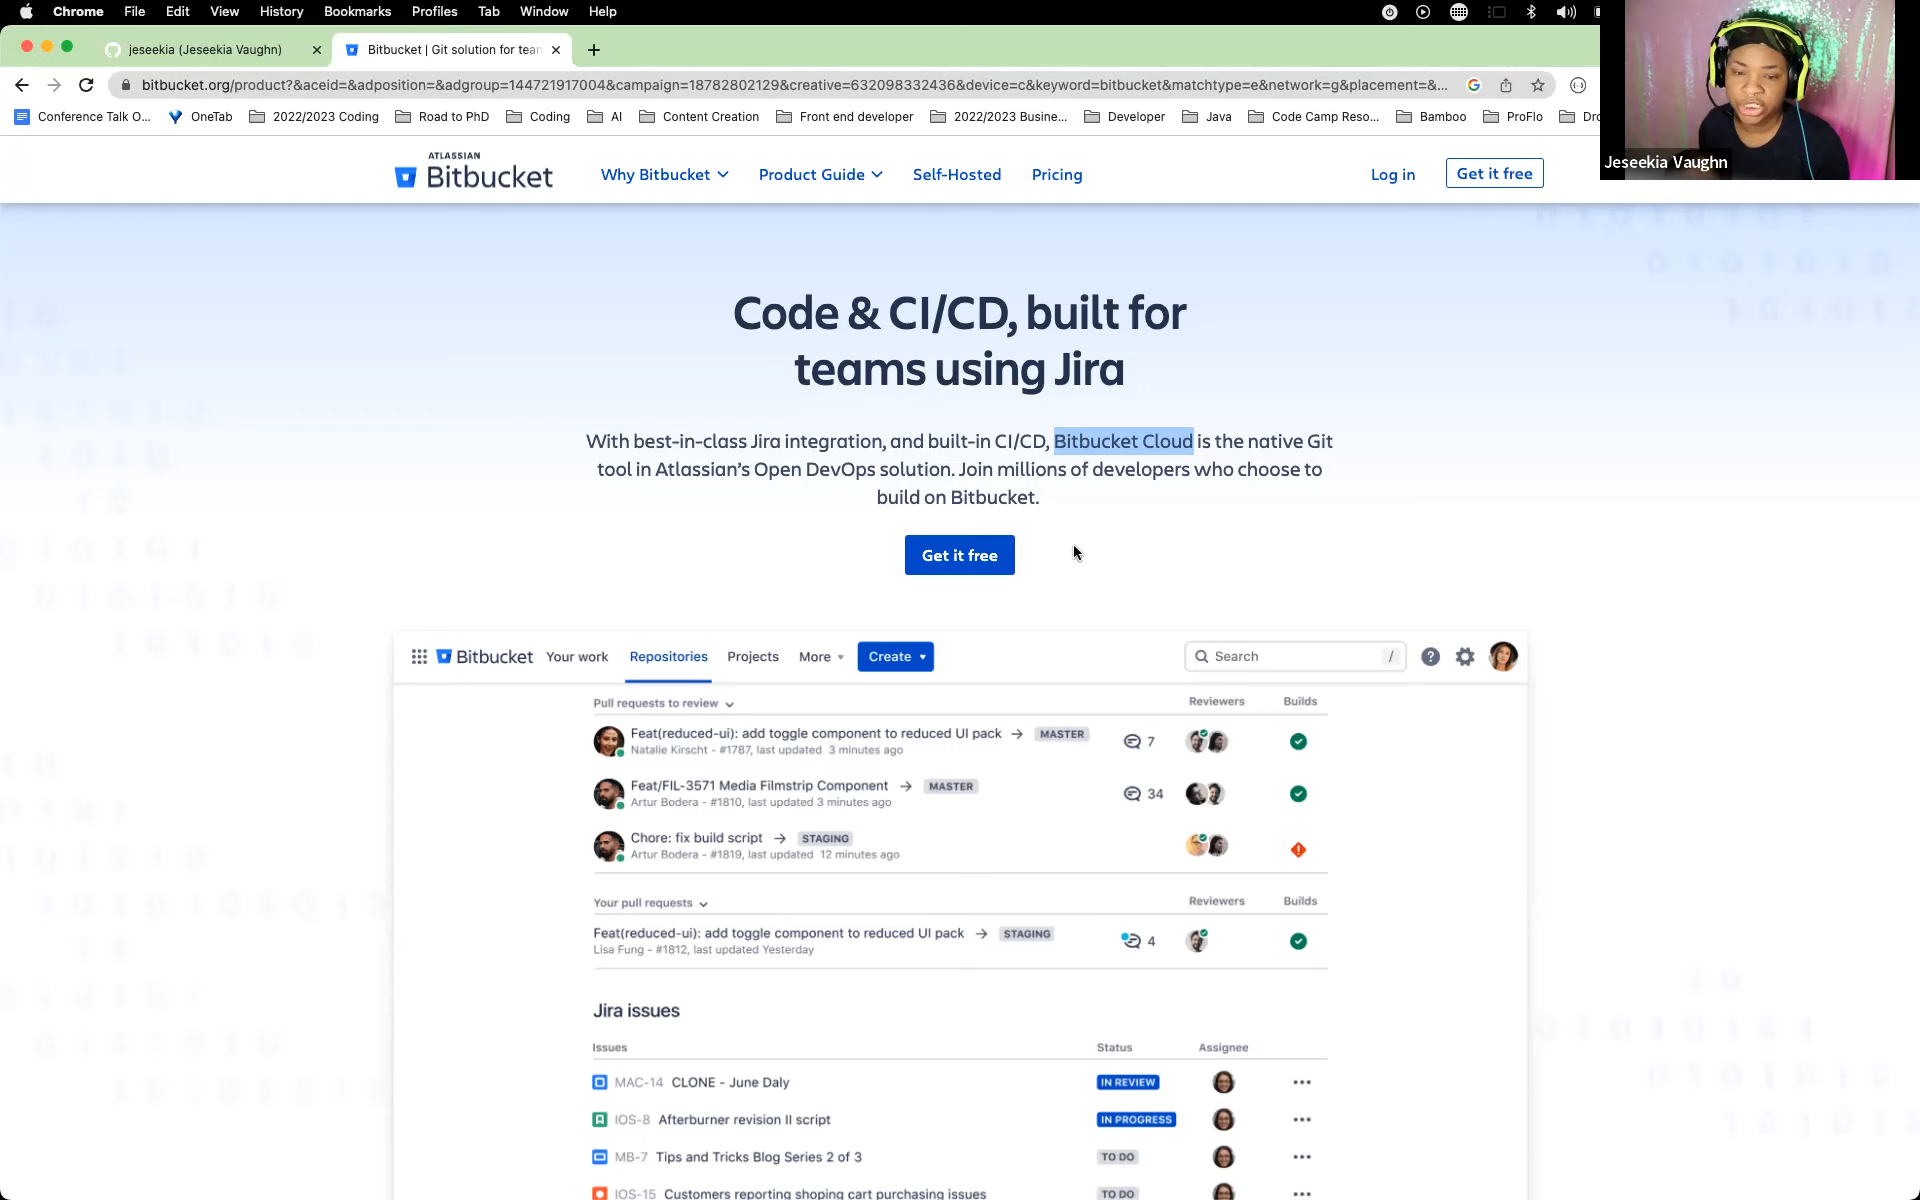 Chrome File Edit View History Bookmarks Profiles Tab Window Help
jeseekia (Jeseekia Vaughn)
Bitbucket | Git solution for tea
bitbucket.org/product?&aceid=&adposition=&adgroup=144721917004&campaign=18782802129&creative=632098332436&device=c&keyword=bitbucket&matchtype=e&network=g&placement=&...
Conference Talk O... OneTab 2022/2023 Coding Road to PhD Coding AI Content Creation Front end developer 2022/2023 Busine... Developer Java Code Camp Reso... Bamboo ProFlo Dro
Jeseekia Vaughn
ATLASSIAN
Bitbucket
Why Bitbucket Product Guide Self-Hosted Pricing Log in Get it free
Code & CI/CD, built for
teams using Jira
With best-in-class Jira integration, and built-in CI/CD, Bitbucket Cloud is the native Git
tool in Atlassian's Open DevOps solution. Join millions of developers who choose to
build on Bitbucket.
Get it free
Bitbucket Your work Repositories Projects More Create Search /
Pull requests to review Reviewers Builds
Feat(reduced-ui): add toggle component to reduced UI pack → MASTER 7
Natalie Kirscht - #1787, last updated 3 minutes ago
Feat/FIL-3571 Media Filmstrip Component → MASTER 34
Artur Bodera - #1810, last updated 3 minutes ago
Chore: fix build script → STAGING
Artur Bodera - #1819, last updated 12 minutes ago
Your pull requests Reviewers Builds
Feat(reduced-ui): add toggle component to reduced UI pack → STAGING 4
Lisa Fung - #1812, last updated Yesterday
Jira issues
Issues Status Assignee
MAC-14 CLONE - June Daly IN REVIEW
IOS-8 Afterburner revision II script IN PROGRESS
MB-7 Tips and Tricks Blog Series 2 of 3 TO DO
IOS-15 Customers reporting shoping cart purchasing issues TO DO